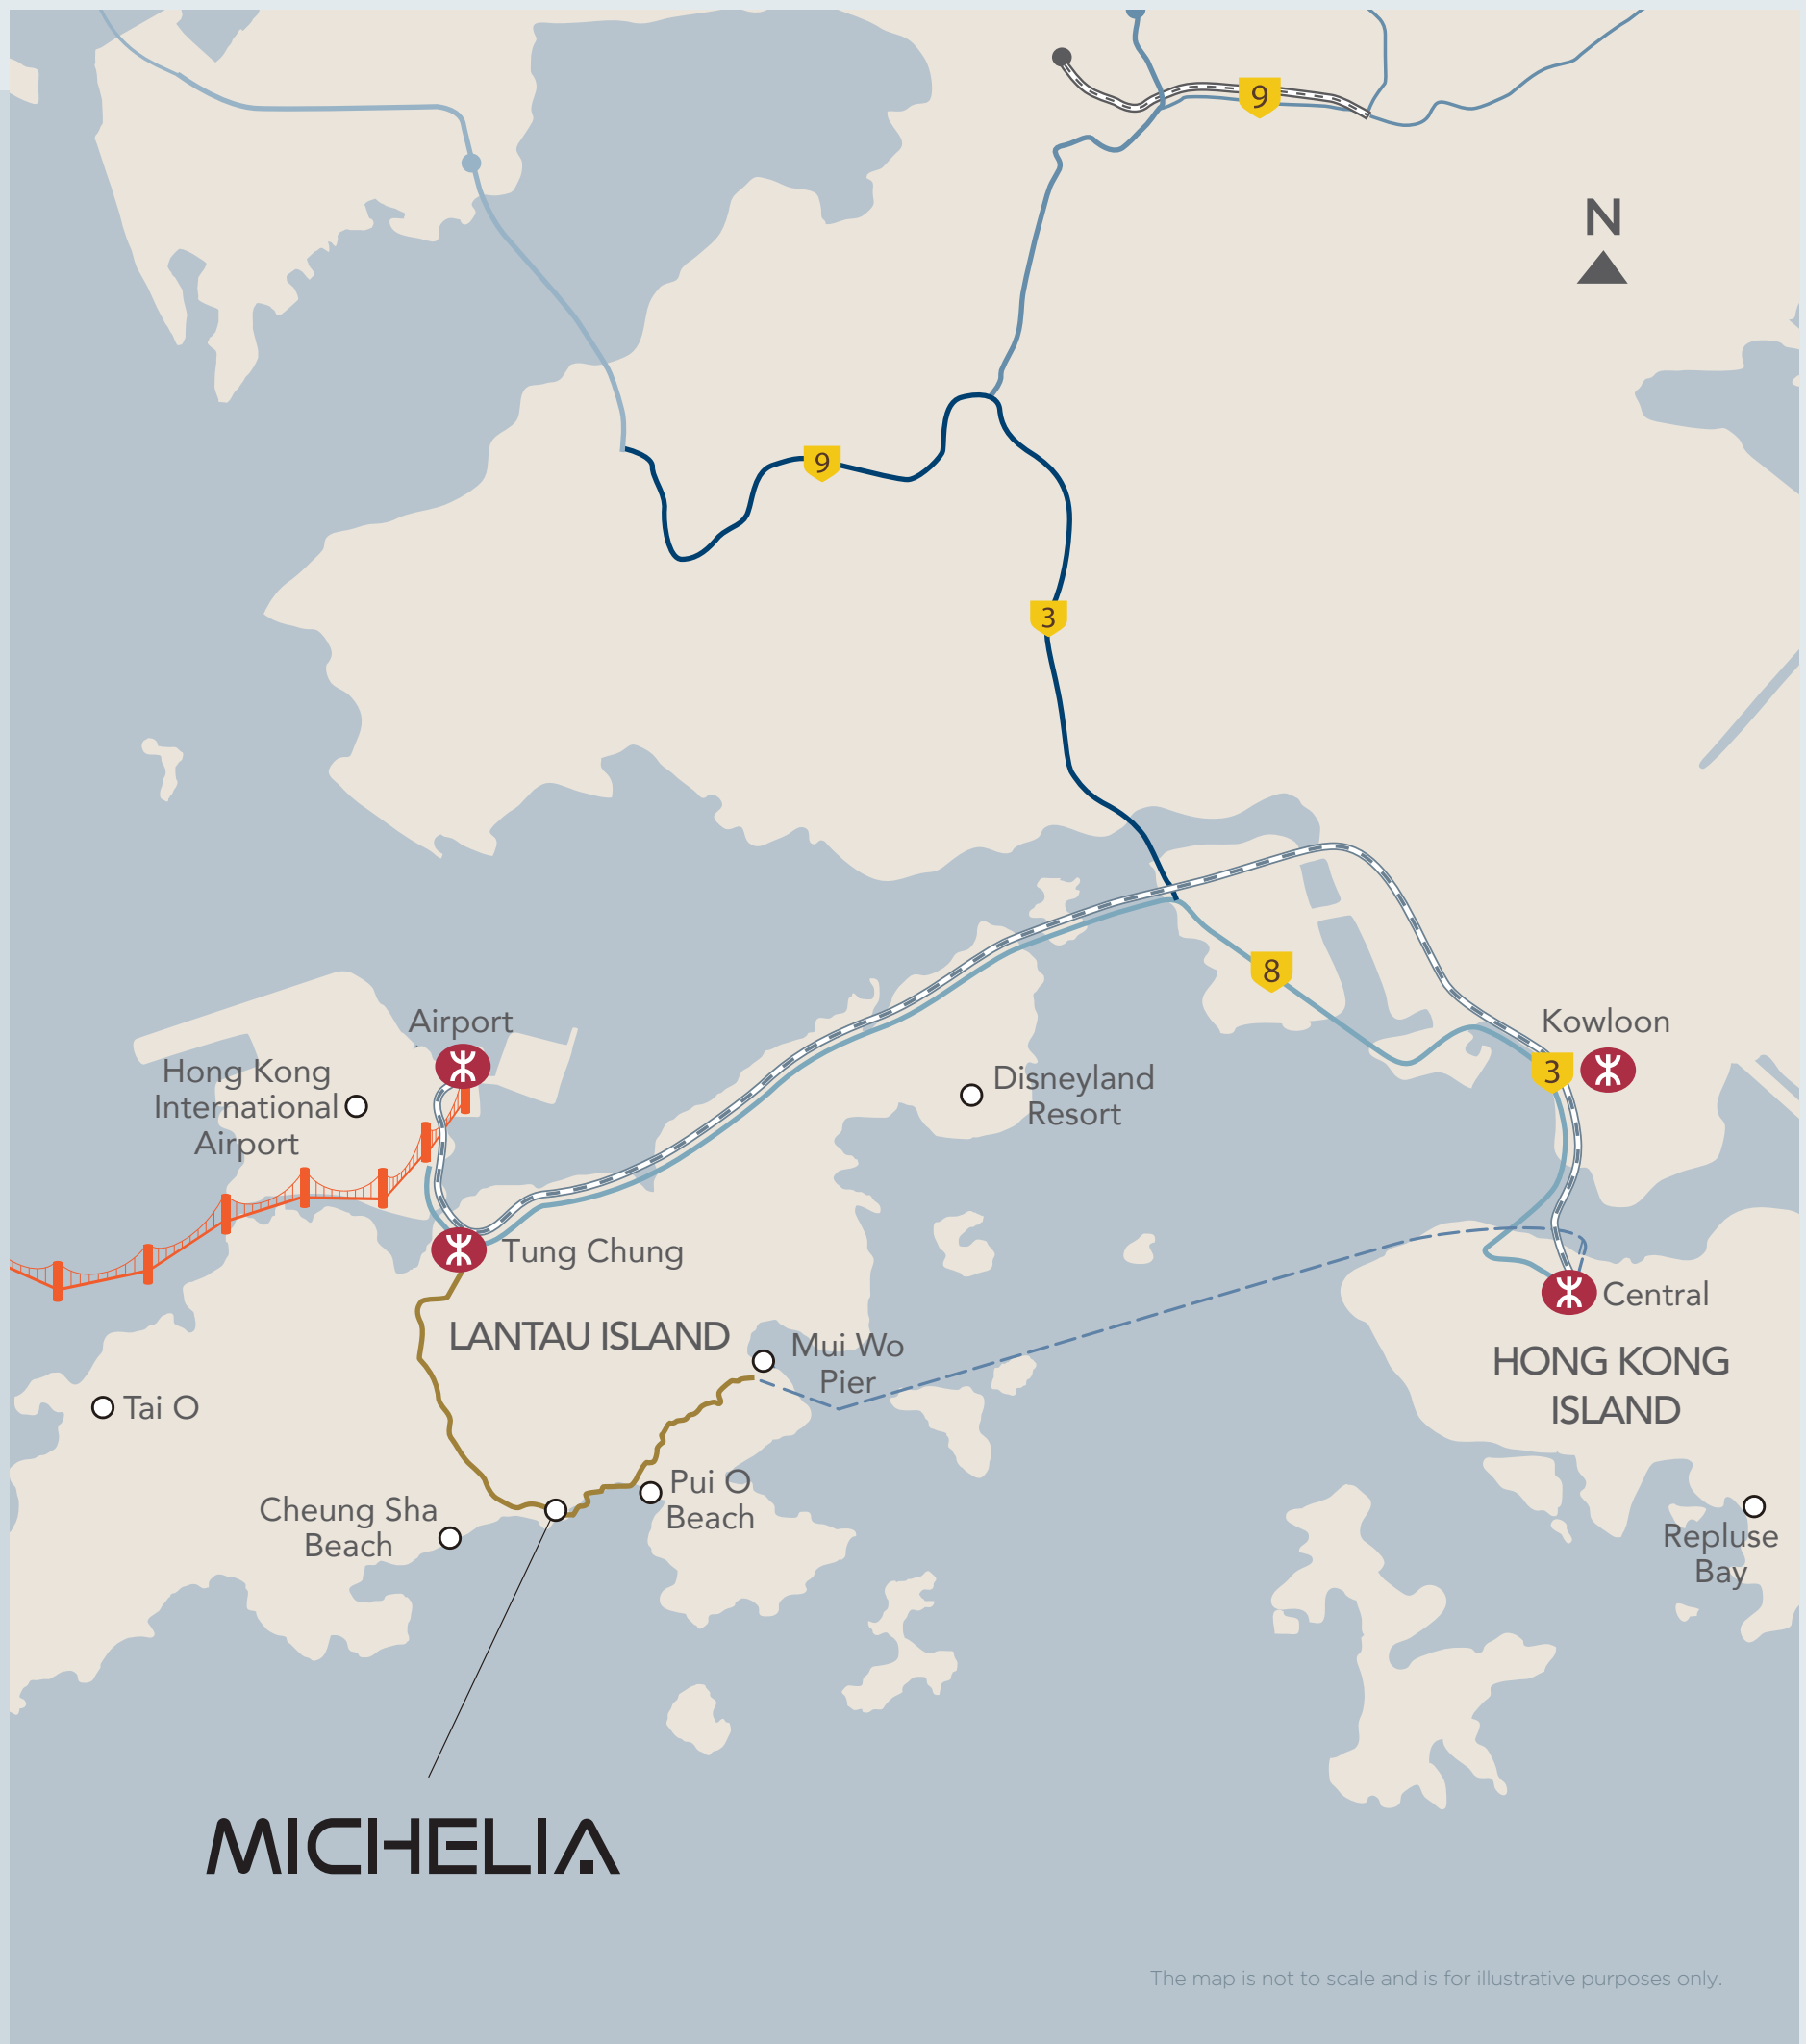 9
N
9
3
8
Airport
Kowloon
Hong Kong
International
Airport
3
Disneyland
Resort
Tung Chung
Central
LANTAU ISLAND
Mui Wo
Pier
HONG KONG
ISLAND
Tai O
Pui O
Beach
Cheung Sha
Beach
Repluse
Bay
MICHELIA
The map is not to scale and is for illustrative purposes only.